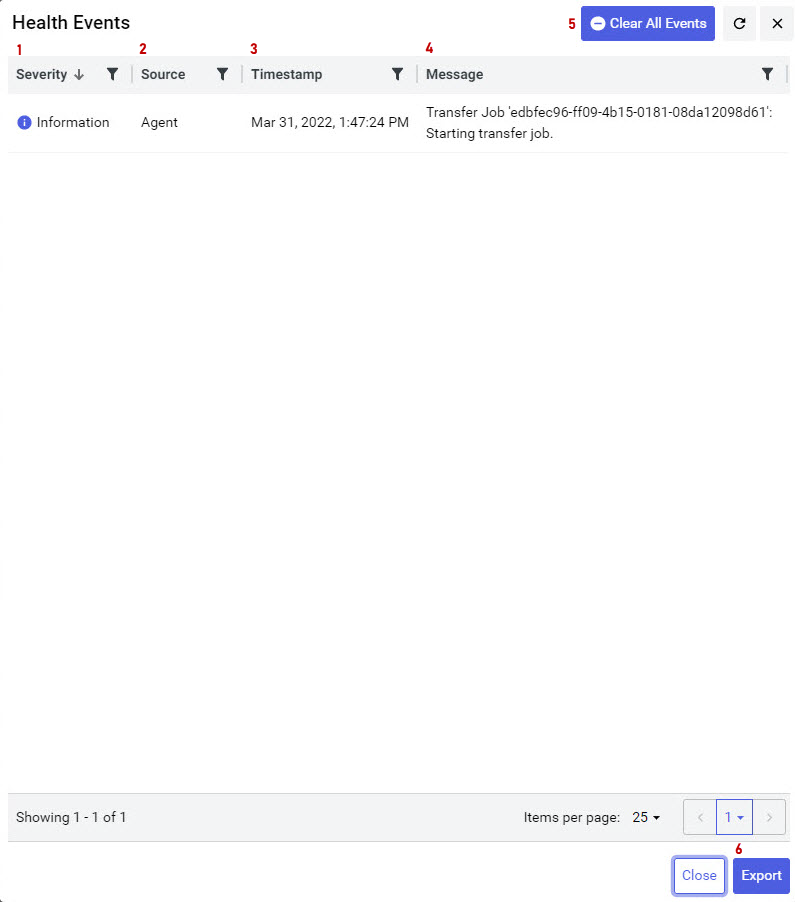 Health Events
5 Clear All Events
1 2 3 4
Severity Source Timestamp Message
Information Agent Mar 31, 2022, 1:47:24 PM Transfer Job 'edbfec96-ff09-4b15-0181-08da12098d61':
Starting transfer job.
Showing 1 - 1 of 1 Items per page: 25 1
6
Close Export